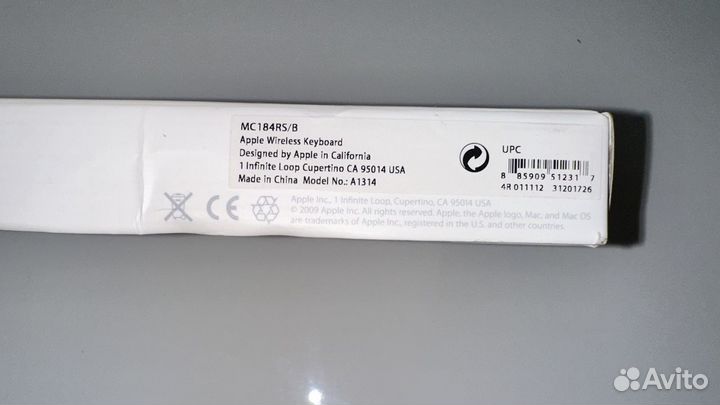 MC184RS/B
Apple Wireless Keyboard
Designed by Apple in California
1 Infinite Loop Cupertino CA 95014 USA
Made in China Model No.: A1314
UPC
8 85909 51231 7
4R 011112 31201726
Apple Inc., 1 Infinite Loop, Cupertino, CA 95014 USA
© 2009 Apple Inc. All rights reserved. Apple, the Apple logo, Mac, and Mac OS
are trademarks of Apple Inc., registered in the U.S. and other countries.
CE
Avito